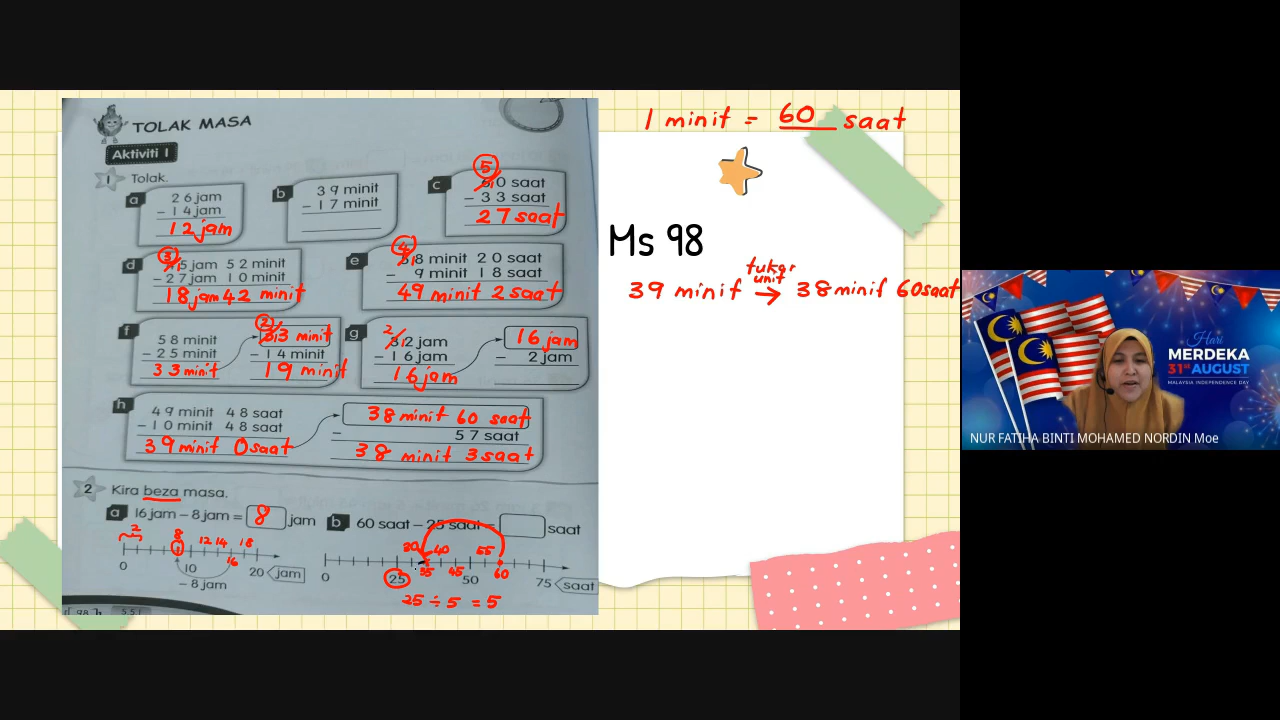 1 minit = 60 saat
TOLAK MASA
Aktiviti 1
1 Tolak.
a 26 jam
- 14 jam
12 jam
b 39 minit
- 17 minit
c 5
60 saat
- 33 saat
27 saat
d 3
45 jam 52 minit
- 27 jam 10 minit
18 jam 42 minit
e 4
58 minit 20 saat
- 9 minit 18 saat
49 minit 2 saat
f 58 minit
- 25 minit
33 minit
2
33 minit
- 14 minit
19 minit
g 2
32 jam
- 16 jam
16 jam
16 jam
- 2 jam
h 49 minit 48 saat
- 10 minit 48 saat
39 minit 0 saat
38 minit 60 saat
- 57 saat
38 minit 3 saat
2 Kira beza masa.
a 16 jam - 8 jam = 8 jam
2 8 12 14 18
0 10 16 20 jam
- 8 jam
b 60 saat - 25 saat = saat
30 40 55
0 25 35 45 50 60 75 saat
25 ÷ 5 = 5
Ms 98
tukar
unit
39 minit → 38 minit 60 saat
Hari
MERDEKA
31ST AUGUST
MALAYSIA INDEPENDENCE DAY
NUR FATIHA BINTI MOHAMED NORDIN Moe